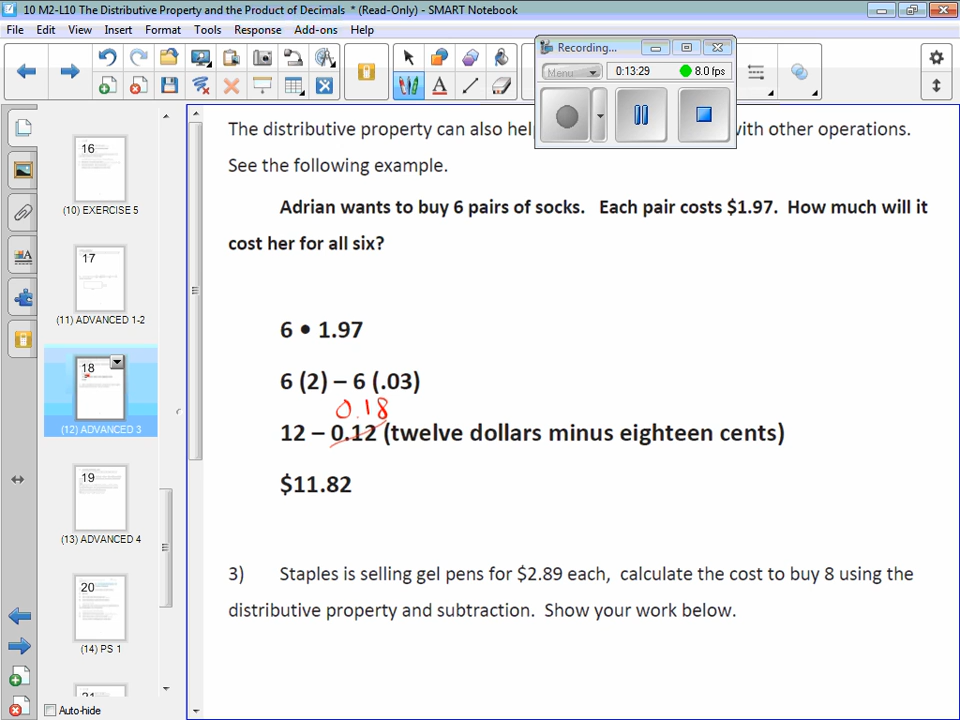 10 M2-L10 The Distributive Property and the Product of Decimals * (Read-Only) - SMART Notebook
File Edit View Insert Format Tools Response Add-ons Help
Recording...
Menu 0:13:29 8.0 fps
The distributive property can also hel with other operations.
See the following example.
Adrian wants to buy 6 pairs of socks. Each pair costs $1.97. How much will it
cost her for all six?
6 • 1.97
6 (2) – 6 (.03)
0.18
12 – 0.12 (twelve dollars minus eighteen cents)
$11.82
3) Staples is selling gel pens for $2.89 each, calculate the cost to buy 8 using the
distributive property and subtraction. Show your work below.
16
(10) EXERCISE 5
17
(11) ADVANCED 1-2
18
(12) ADVANCED 3
19
(13) ADVANCED 4
20
(14) PS 1
21
Auto-hide